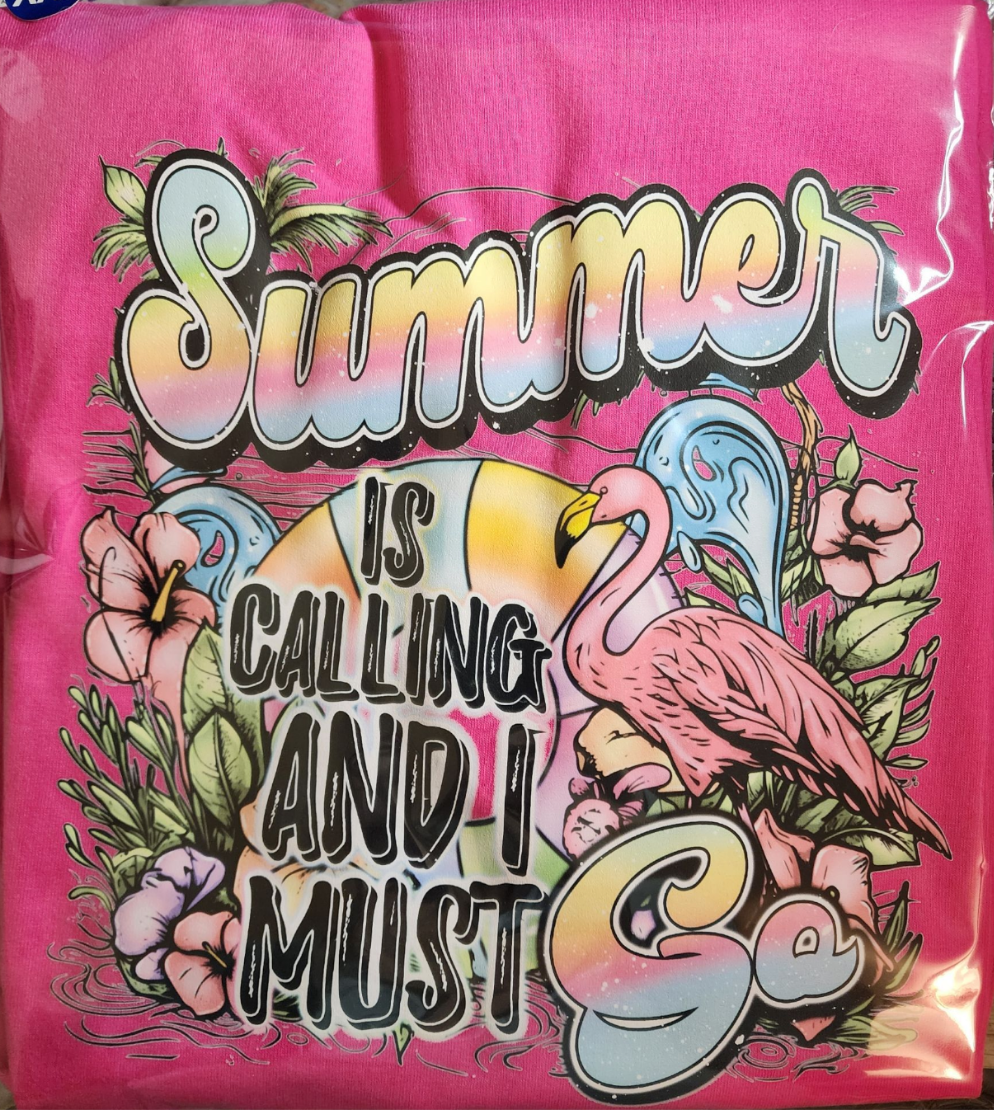 Summer
IS
CALLING
AND I
MUST
Go